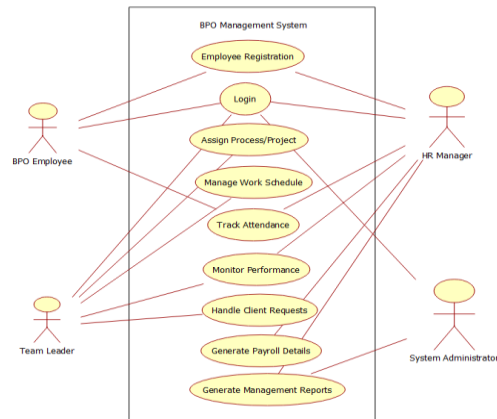 BPO Management System
Employee Registration
Login
BPO Employee
HR Manager
Assign Process/Project
Manage Work Schedule
Track Attendance
Monitor Performance
Handle Client Requests
Team Leader
Generate Payroll Details
System Administrator
Generate Management Reports